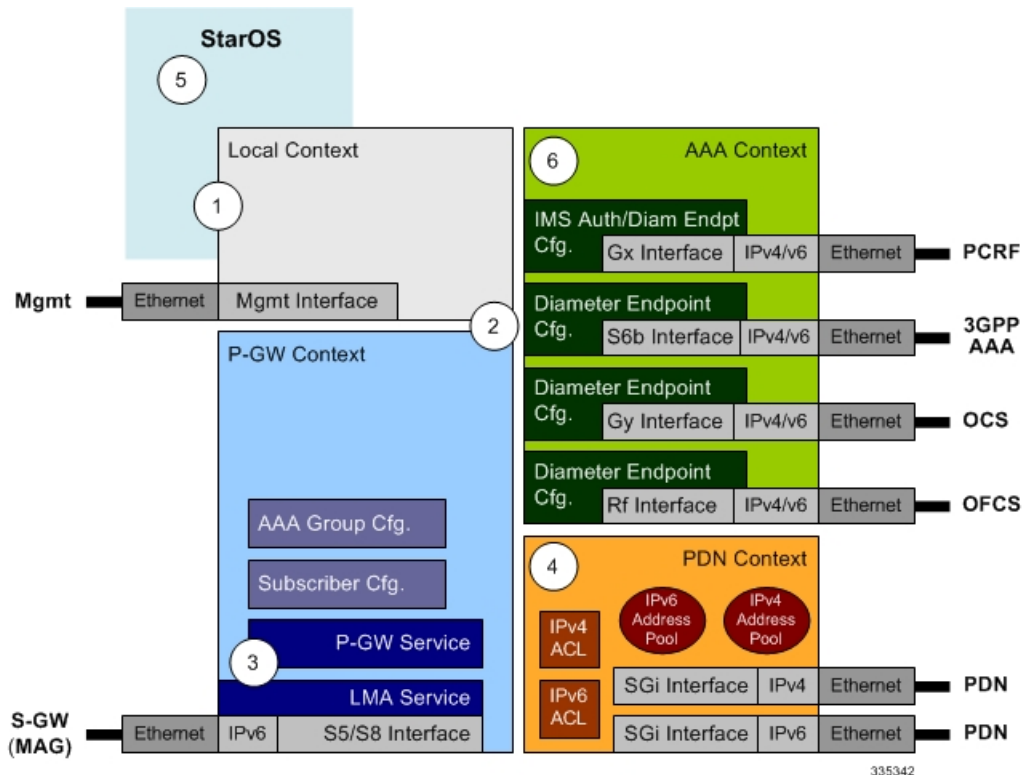 StarOS
5
Local Context
1
Mgmt
Ethernet
Mgmt Interface
2
P-GW Context
AAA Group Cfg.
Subscriber Cfg.
P-GW Service
3
LMA Service
S-GW
(MAG)
Ethernet
IPv6
S5/S8 Interface
6
AAA Context
IMS Auth/Diam Endpt
Cfg.
Gx Interface
IPv4/v6
Ethernet
PCRF
Diameter Endpoint
Cfg.
S6b Interface
IPv4/v6
Ethernet
3GPP
AAA
Diameter Endpoint
Cfg.
Gy Interface
IPv4/v6
Ethernet
OCS
Diameter Endpoint
Cfg.
Rf Interface
IPv4/v6
Ethernet
OFCS
4
PDN Context
IPv6
Address
Pool
IPv4
Address
Pool
IPv4
ACL
IPv6
ACL
SGi Interface
IPv4
Ethernet
PDN
SGi Interface
IPv6
Ethernet
PDN
335342